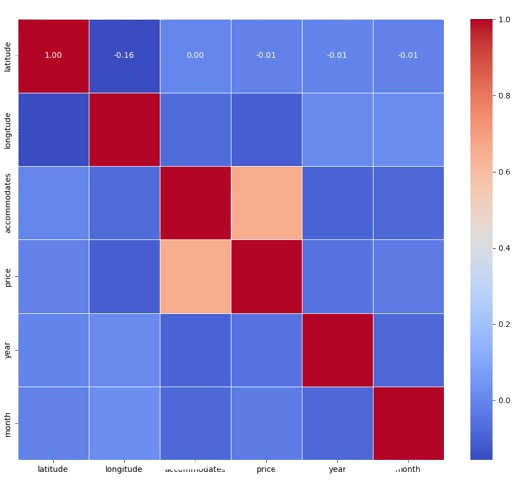 latitude 1.00 -0.16 0.00 -0.01 -0.01 -0.01
longitude
accommodates
price
year
month
latitude longitude accommodates price year month
1.0
0.8
0.6
0.4
0.2
0.0